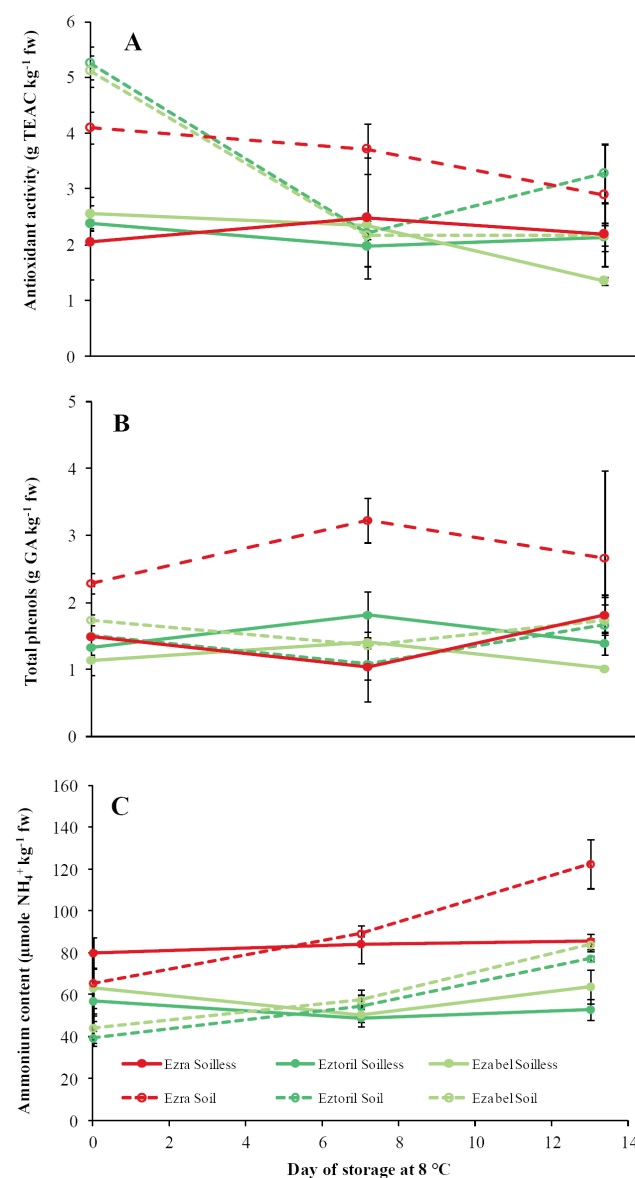 A
Antioxidant activity (g TEAC kg⁻¹ fw)
6
5
4
3
2
1
0
B
Total phenols (g GA kg⁻¹ fw)
5
4
3
2
1
0
C
Ammonium content (µmole NH₄⁺ kg⁻¹ fw)
160
140
120
100
80
60
40
20
0
Ezra Soilless Eztoril Soilless Ezabel Soilless
Ezra Soil Eztoril Soil Ezabel Soil
0 2 4 6 8 10 12 14
Day of storage at 8 °C